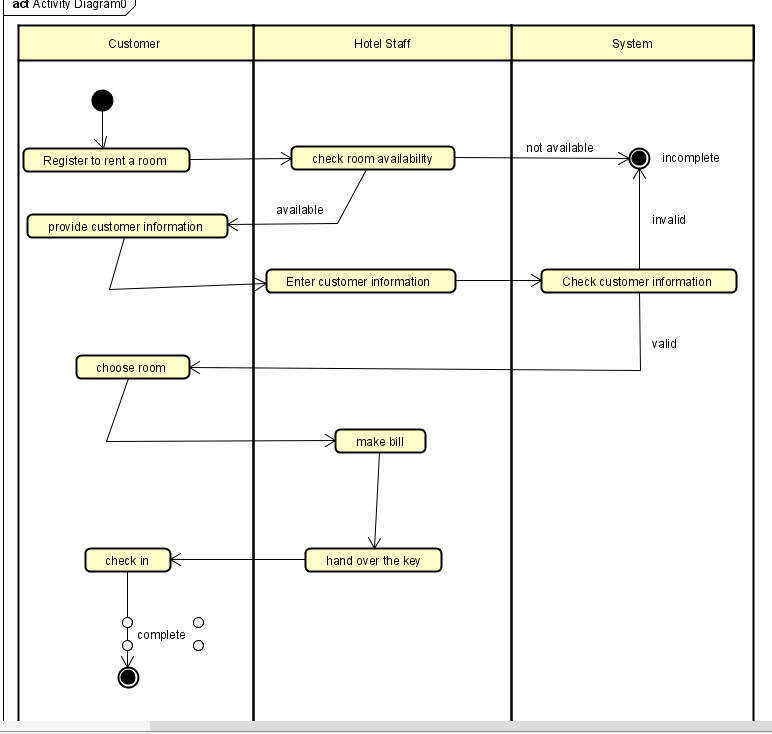 act Activity Diagram0
Customer
Hotel Staff
System
Register to rent a room
check room availability
not available
incomplete
available
provide customer information
invalid
Enter customer information
Check customer information
valid
choose room
make bill
check in
hand over the key
complete